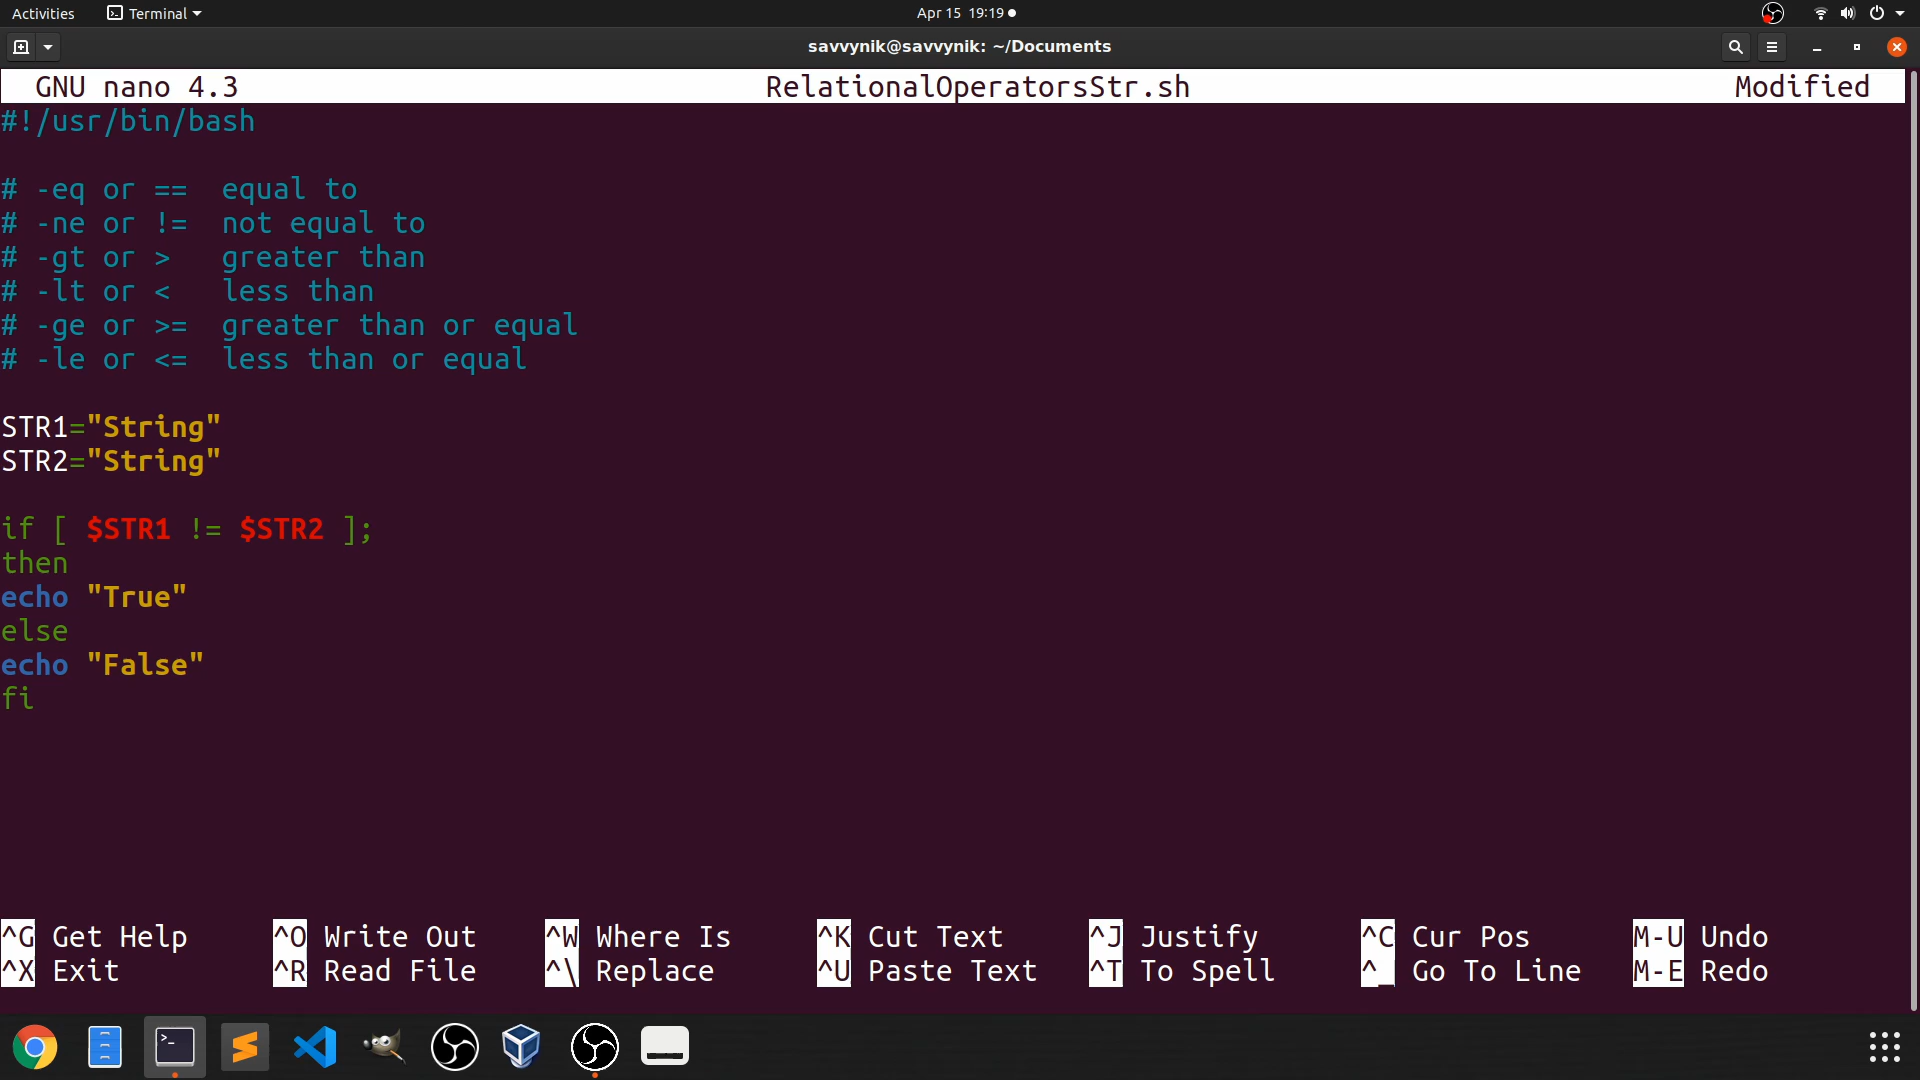 Activities Terminal Apr 15 19:19
savvynik@savvynik: ~/Documents
GNU nano 4.3 RelationalOperatorsStr.sh Modified
#!/usr/bin/bash
# -eq or == equal to
# -ne or != not equal to
# -gt or > greater than
# -lt or < less than
# -ge or >= greater than or equal
# -le or <= less than or equal
STR1="String"
STR2="String"
if [ $STR1 != $STR2 ];
then
echo "True"
else
echo "False"
fi
^G Get Help ^O Write Out ^W Where Is ^K Cut Text ^J Justify ^C Cur Pos M-U Undo
^X Exit ^R Read File ^\ Replace ^U Paste Text ^T To Spell ^_ Go To Line M-E Redo